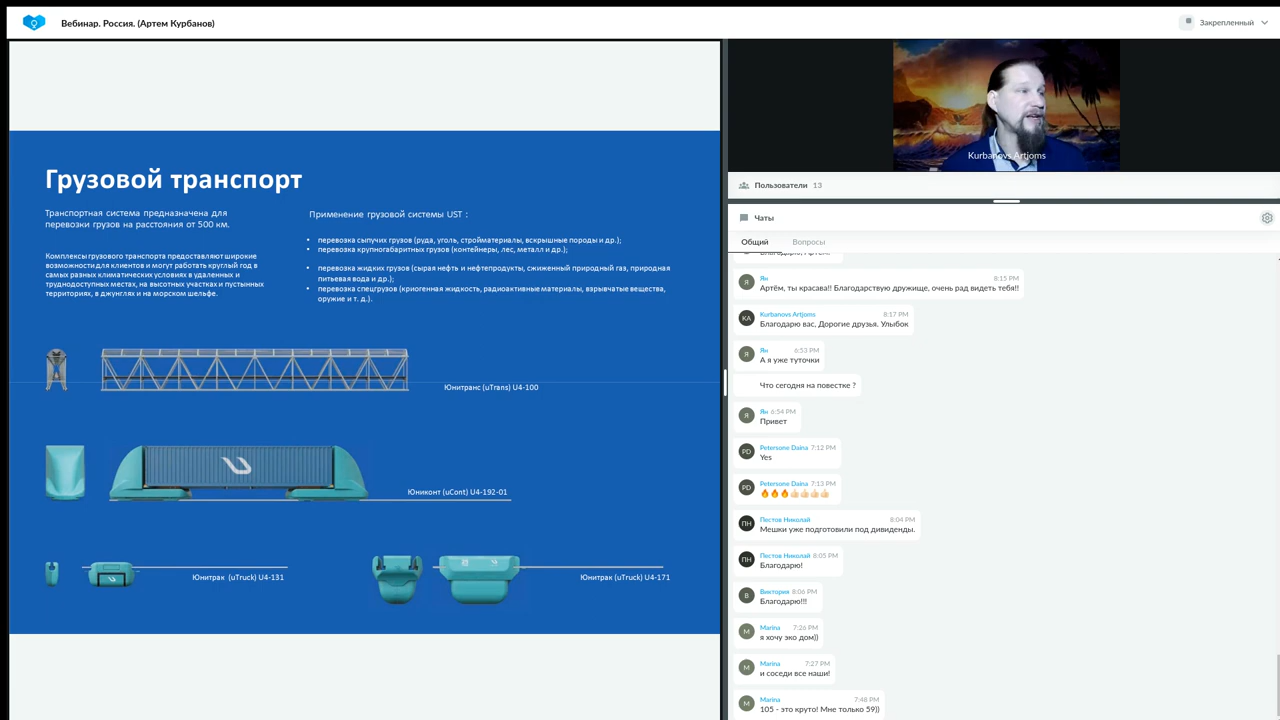 Вебинар. Россия. (Артем Курбанов)
Закрепленный
Грузовой транспорт
Транспортная система предназначена для
перевозки грузов на расстояния от 500 км.
Комплексы грузового транспорта предоставляют широкие
возможности для клиентов и могут работать круглый год в
самых разных климатических условиях в удаленных и
труднодоступных местах, на высотных участках и пустынных
территориях, в джунглях и на морском шельфе.
Применение грузовой системы UST :
• перевозка сыпучих грузов (руда, уголь, стройматериалы, вскрышные породы и др.);
• перевозка крупногабаритных грузов (контейнеры, лес, металл и др.);
• перевозка жидких грузов (сырая нефть и нефтепродукты, сжиженный природный газ, природная
питьевая вода и др.);
• перевозка спецгрузов (криогенная жидкость, радиоактивные материалы, взрывчатые вещества,
оружие и т. д.).
Юнитранс (uTrans) U4-100
Юниконт (uCont) U4-192-01
Юнитрак (uTruck) U4-131
Юнитрак (uTruck) U4-171
Kurbanovs Artjoms
Пользователи 13
Чаты
Общий Вопросы
Я Ян 8:15 PM
Артём, ты красава!! Благодарствую дружище, очень рад видеть тебя!!
KA Kurbanovs Artjoms 8:17 PM
Благодарю вас, Дорогие друзья. Улыбок
Я Ян 6:53 PM
А я уже туточки
Что сегодня на повестке ?
Я Ян 6:54 PM
Привет
PD Petersone Daina 7:12 PM
Yes
PD Petersone Daina 7:13 PM
🔥🔥🔥👍🏻👍🏻👍🏻👍🏻
ПН Пестов Николай 8:04 PM
Мешки уже подготовили под дивиденды.
ПН Пестов Николай 8:05 PM
Благодарю!
В Виктория 8:06 PM
Благодарю!!!
M Marina 7:26 PM
я хочу эко дом))
M Marina 7:27 PM
и соседи все наши!
M Marina 7:48 PM
105 - это круто! Мне только 59))